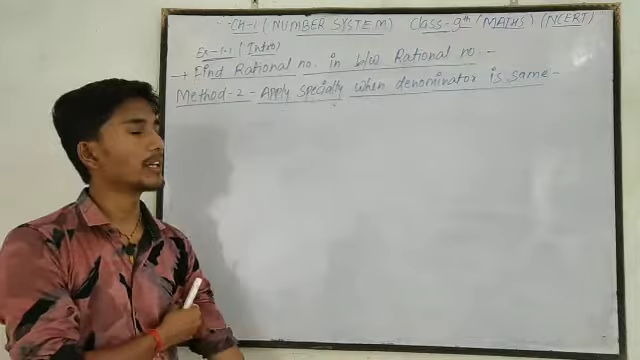 Ch-1 (NUMBER SYSTEM) Class-9th (MATHS) (NCERT)
Ex-1.1 (Intro)
→ Find Rational no. in b/w Rational no. -
Method-2 - Apply specially when denominator is same -